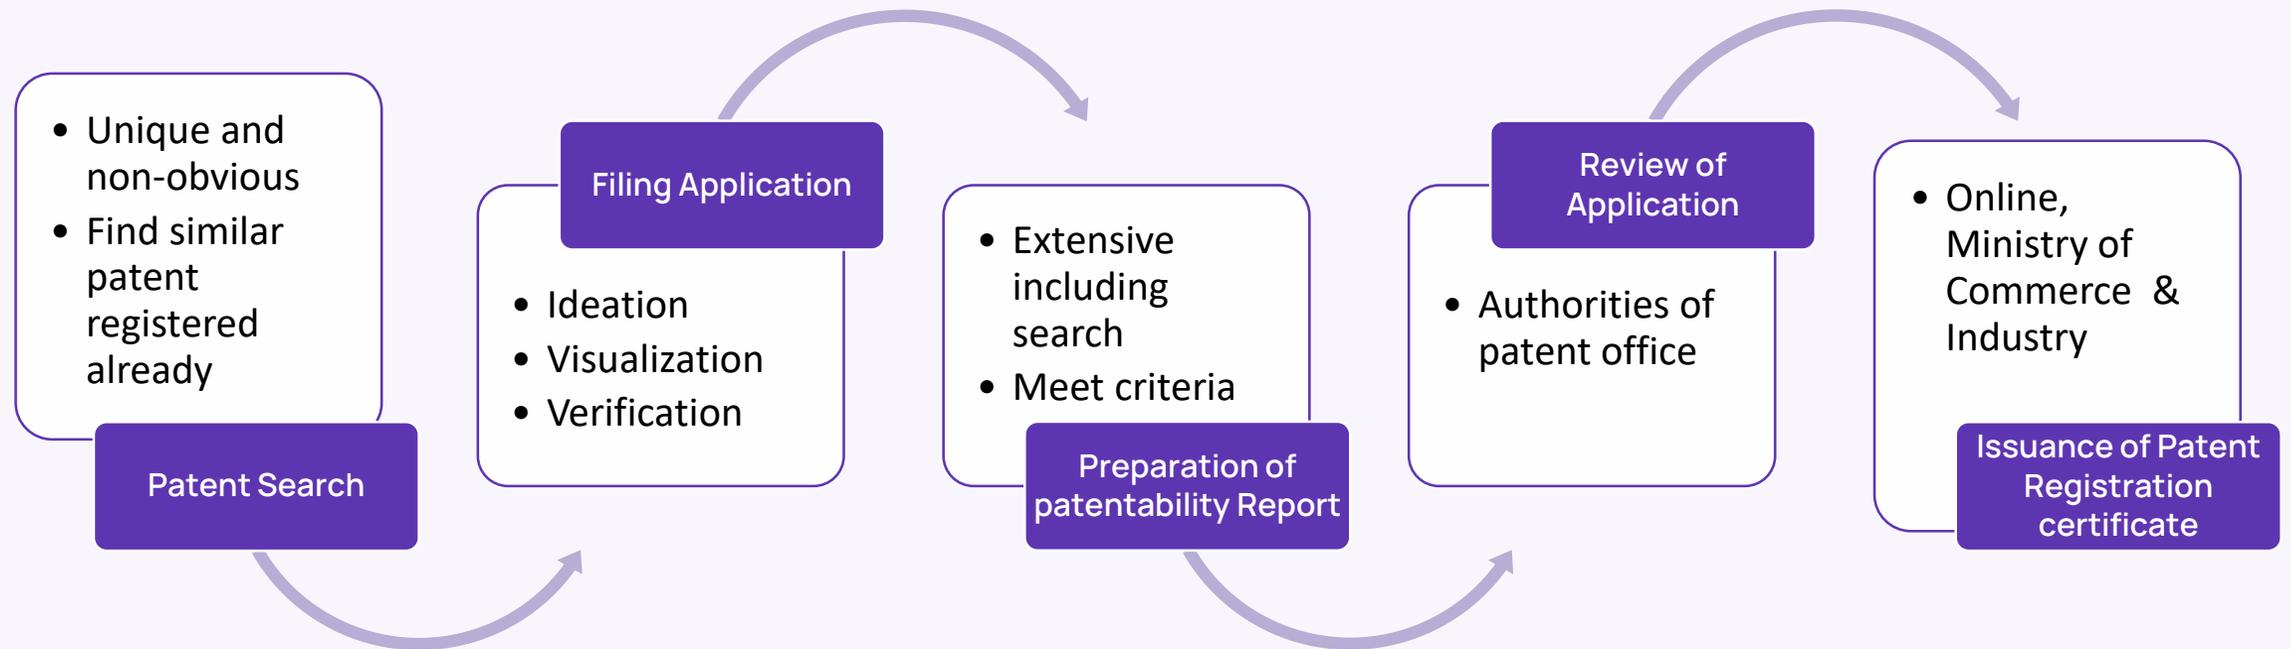 • Unique and
non-obvious
• Find similar
patent
registered
already
Patent Search
Filing Application
• Ideation
• Visualization
• Verification
• Extensive
including
search
• Meet criteria
Preparation of
patentability Report
Review of
Application
• Authorities of
patent office
• Online,
Ministry of
Commerce  &
Industry
Issuance of Patent
Registration
certificate